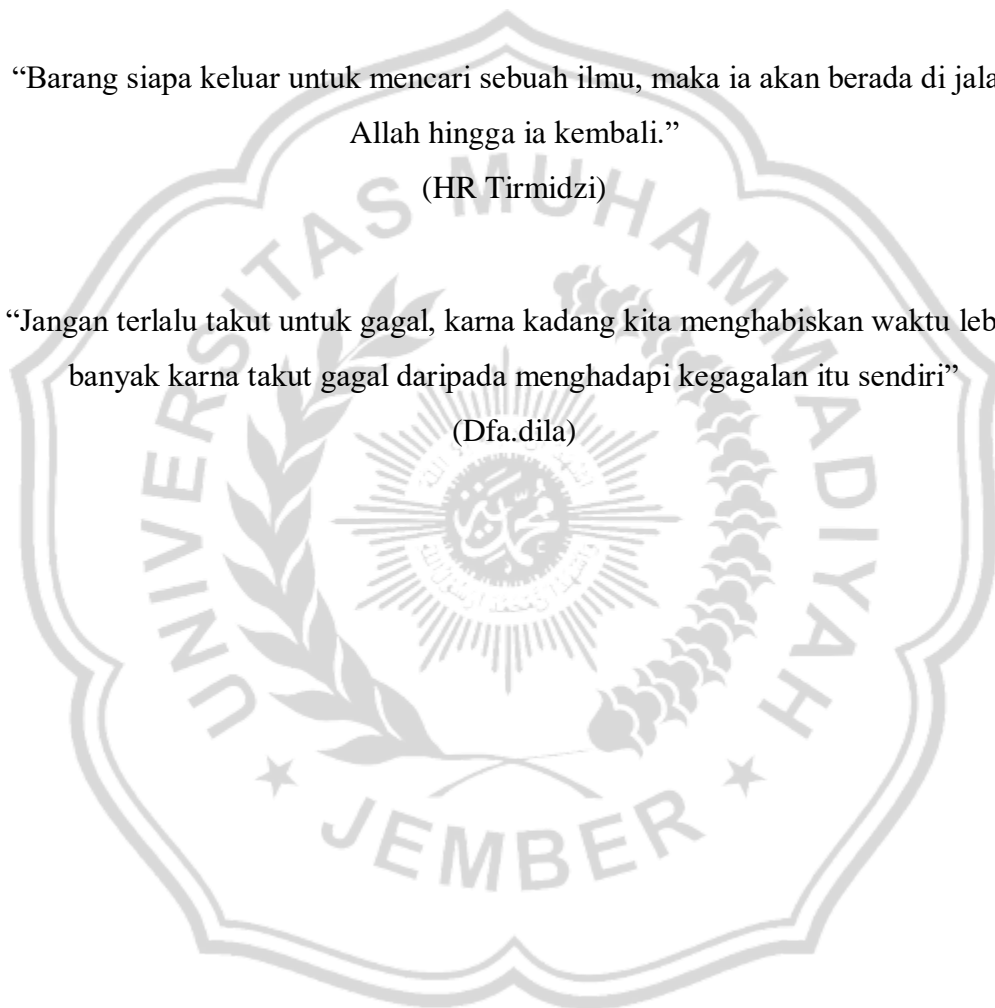 “Barang siapa keluar untuk mencari sebuah ilmu, maka ia akan berada di
Allah hingga ia kembali.”
(HR Tirmidzi)
“Jangan terlalu takut untuk gagal, karna kadang kita menghabiskan waktu
banyak karna takut gagal daripada menghadapi kegagalan itu sendiri”
(Dfa.dila)
UNIVERSITAS MUHAMMADIYAH
JEMBER